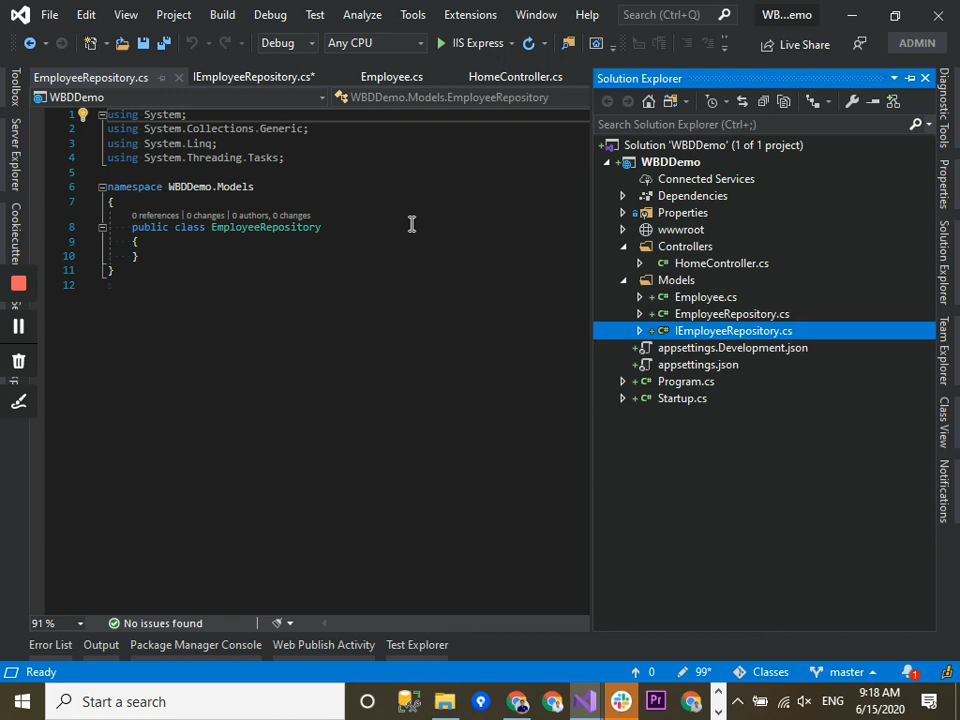 File Edit View Project Build Debug Test Analyze Tools Extensions Window Help Search (Ctrl+Q) WB...emo
Debug Any CPU IIS Express Live Share ADMIN
EmployeeRepository.cs IEmployeeRepository.cs* Employee.cs HomeController.cs
WBDDemo WBDDemo.Models.EmployeeRepository
1 using System;
2 using System.Collections.Generic;
3 using System.Linq;
4 using System.Threading.Tasks;
5
6 namespace WBDDemo.Models
7 {
0 references | 0 changes | 0 authors, 0 changes
8 public class EmployeeRepository
9 {
10 }
11 }
12
Toolbox
Server Explorer
Cookiecutter
Solution Explorer
Search Solution Explorer (Ctrl+;)
Solution 'WBDDemo' (1 of 1 project)
WBDDemo
Connected Services
Dependencies
Properties
wwwroot
Controllers
C# HomeController.cs
Models
C# Employee.cs
C# EmployeeRepository.cs
C# IEmployeeRepository.cs
appsettings.Development.json
appsettings.json
C# Program.cs
C# Startup.cs
Diagnostic Tools
Properties
Solution Explorer
Team Explorer
Class View
Notifications
91 % No issues found
Error List Output Package Manager Console Web Publish Activity Test Explorer
Ready 0 99* Classes master 1
Start a search Pr ENG 9:18 AM
6/15/2020